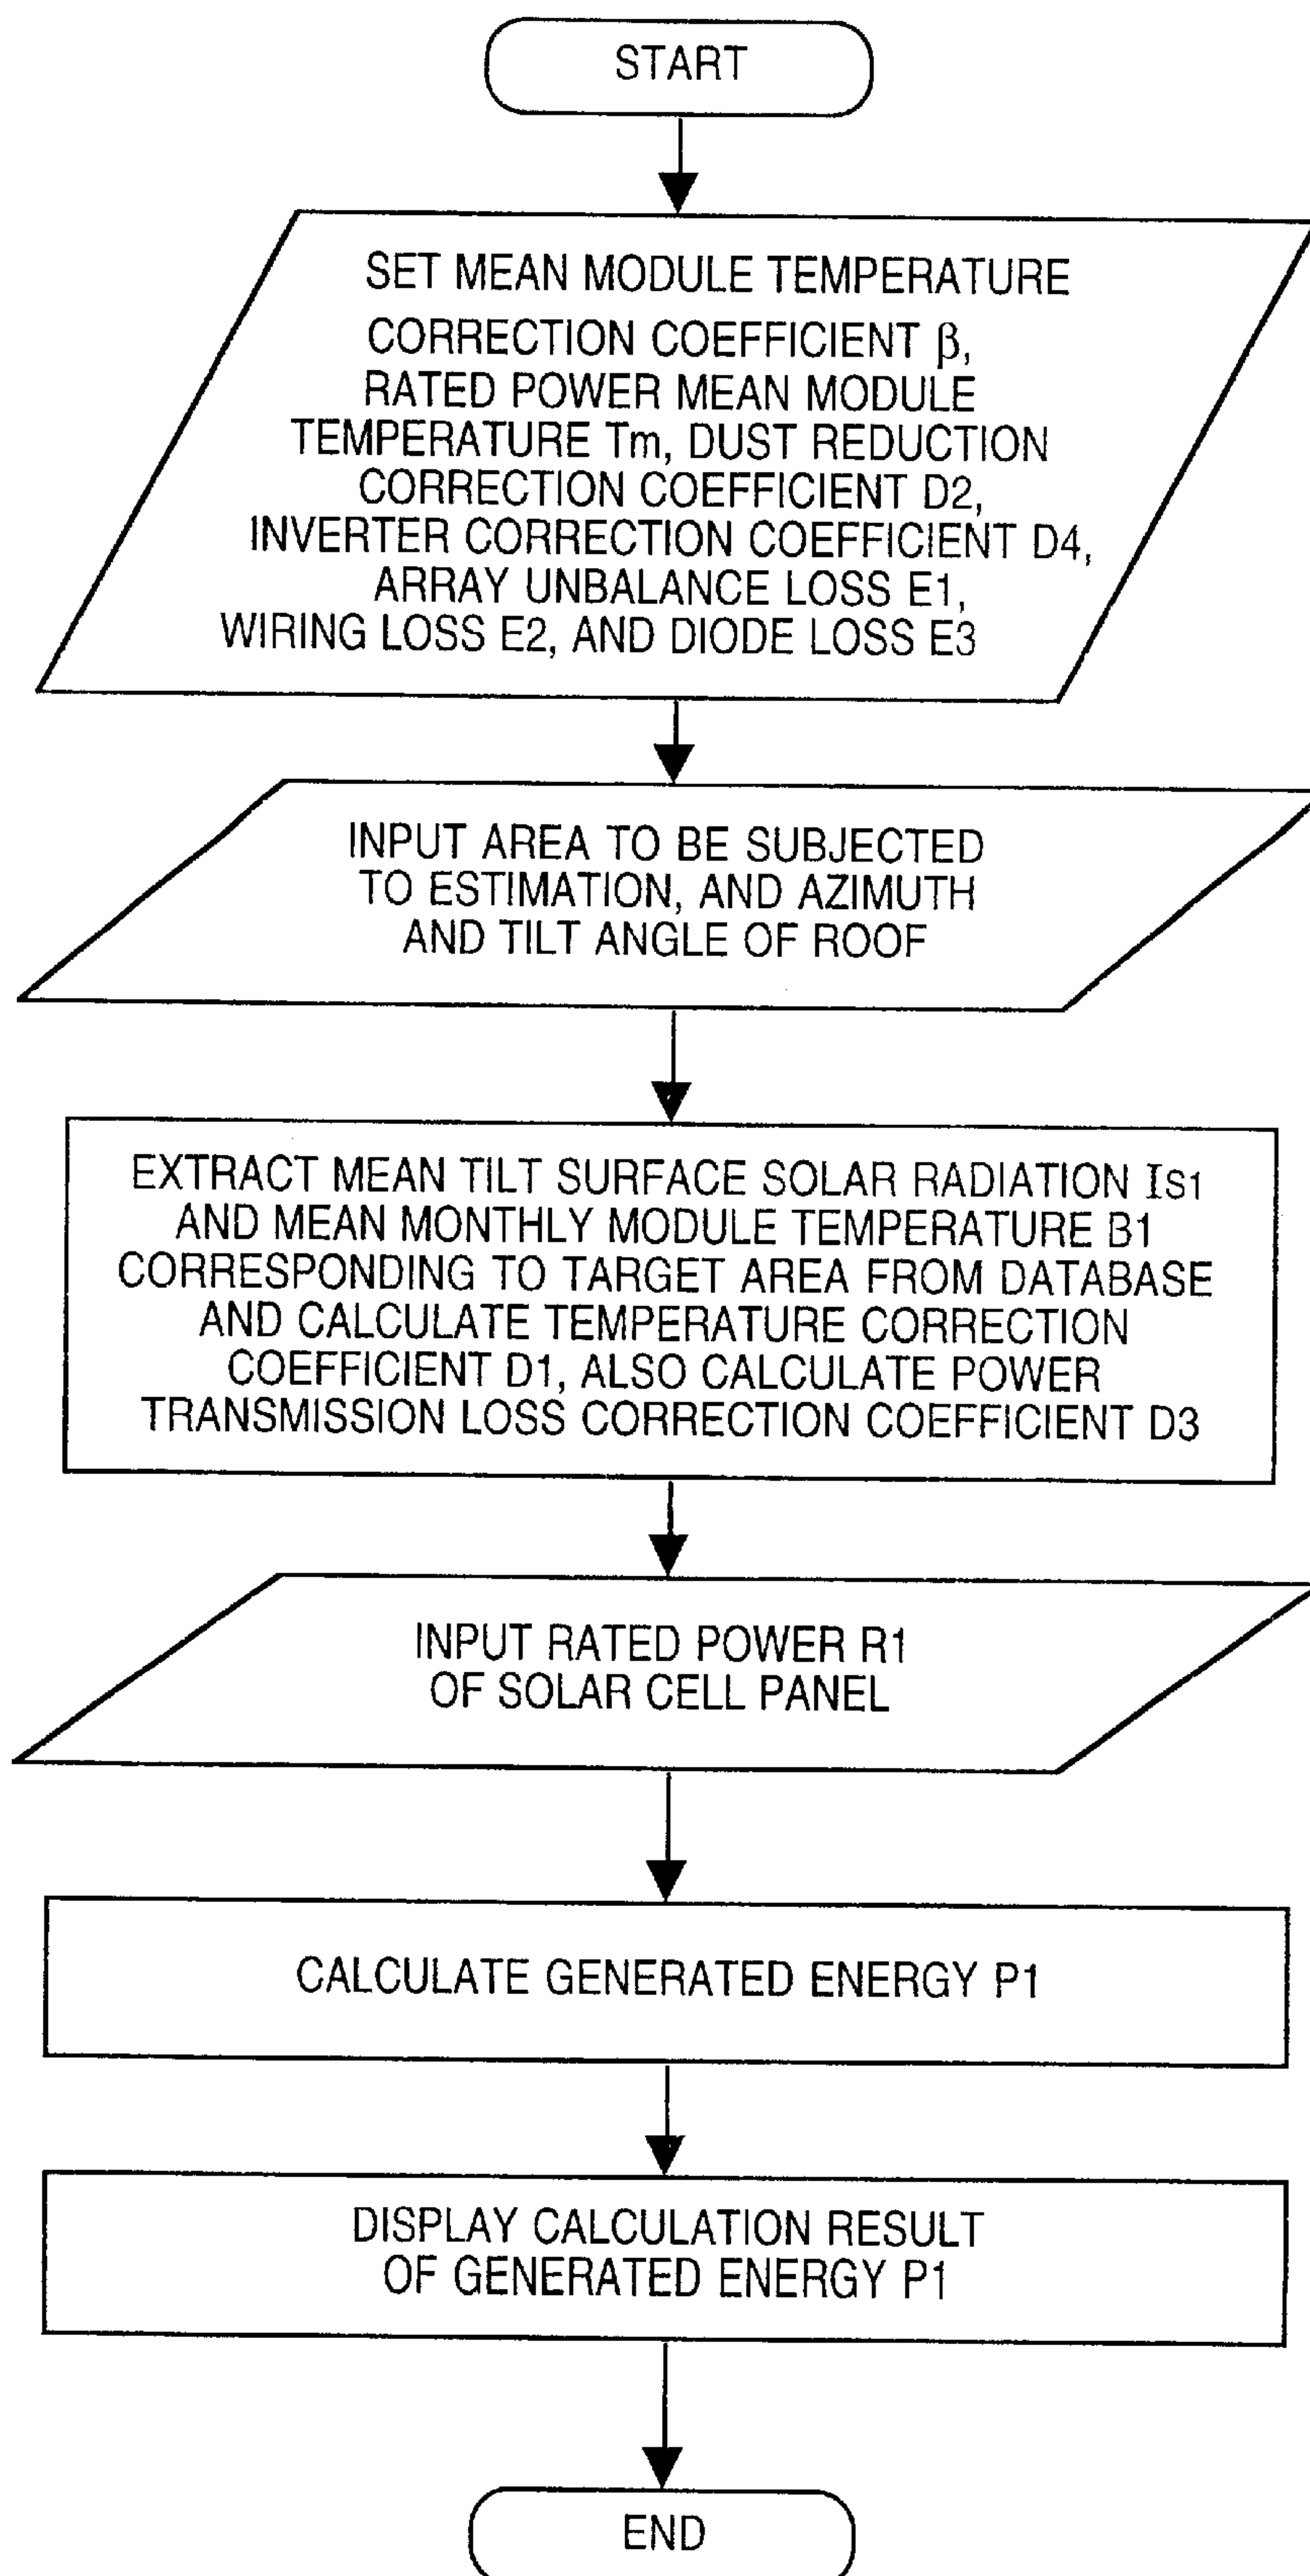 START
SET MEAN MODULE TEMPERATURE
CORRECTION COEFFICIENT β,
RATED POWER MEAN MODULE
TEMPERATURE Tm, DUST REDUCTION
CORRECTION COEFFICIENT D2,
INVERTER CORRECTION COEFFICIENT D4,
ARRAY UNBALANCE LOSS E1,
WIRING LOSS E2, AND DIODE LOSS E3
INPUT AREA TO BE SUBJECTED
TO ESTIMATION, AND AZIMUTH
AND TILT ANGLE OF ROOF
EXTRACT MEAN TILT SURFACE SOLAR RADIATION IS1
AND MEAN MONTHLY MODULE TEMPERATURE B1
CORRESPONDING TO TARGET AREA FROM DATABASE
AND CALCULATE TEMPERATURE CORRECTION
COEFFICIENT D1, ALSO CALCULATE POWER
TRANSMISSION LOSS CORRECTION COEFFICIENT D3
INPUT RATED POWER R1
OF SOLAR CELL PANEL
CALCULATE GENERATED ENERGY P1
DISPLAY CALCULATION RESULT
OF GENERATED ENERGY P1
END